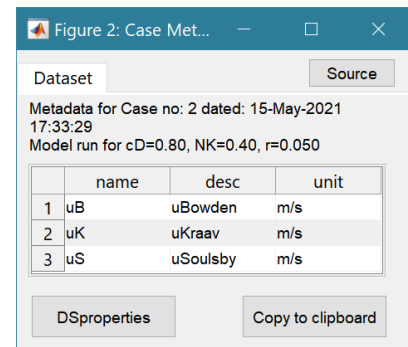 Figure 2: Case Met...
Dataset
Source
Metadata for Case no: 2 dated: 15-May-2021
17:33:29
Model run for cD=0.80, NK=0.40, r=0.050
name desc unit
1 uB uBowden m/s
2 uK uKraav m/s
3 uS uSoulsby m/s
DSproperties Copy to clipboard